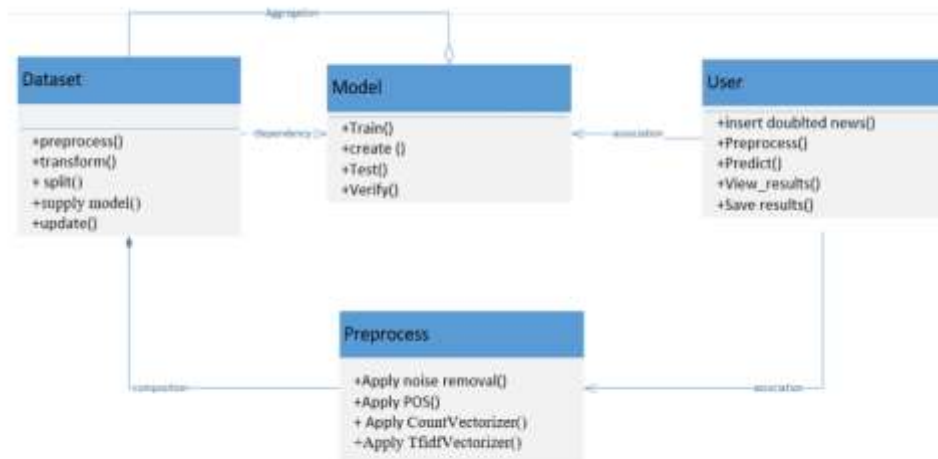 Aggregation
Dataset
+preprocess()
+transform()
+ split()
+supply model()
+update()
dependency
Model
+Train()
+create ()
+Test()
+Verify()
association
User
+insert doublted news()
+Preprocess()
+Predict()
+View_results()
+Save results()
composition
Preprocess
+Apply noise removal()
+Apply POS()
+ Apply CountVectorizer()
+Apply TfidfVectorizer()
association